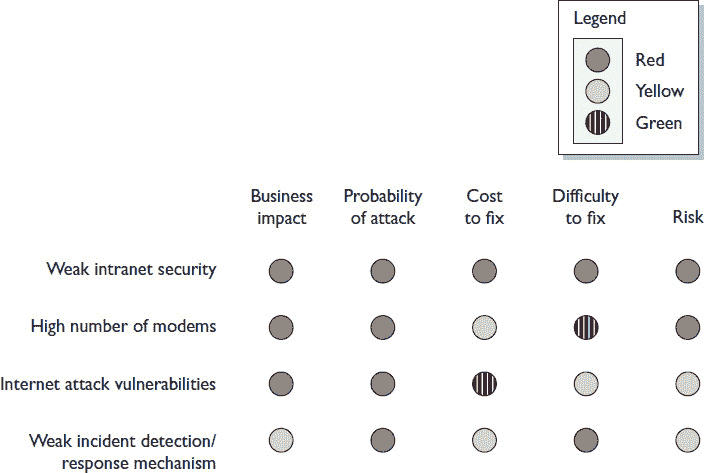 Legend
Red
Yellow
Green
Business
impact
Probability
of attack
Cost
to fix
Difficulty
to fix
Risk
Weak intranet security
High number of modems
Internet attack vulnerabilities
Weak incident detection/
response mechanism